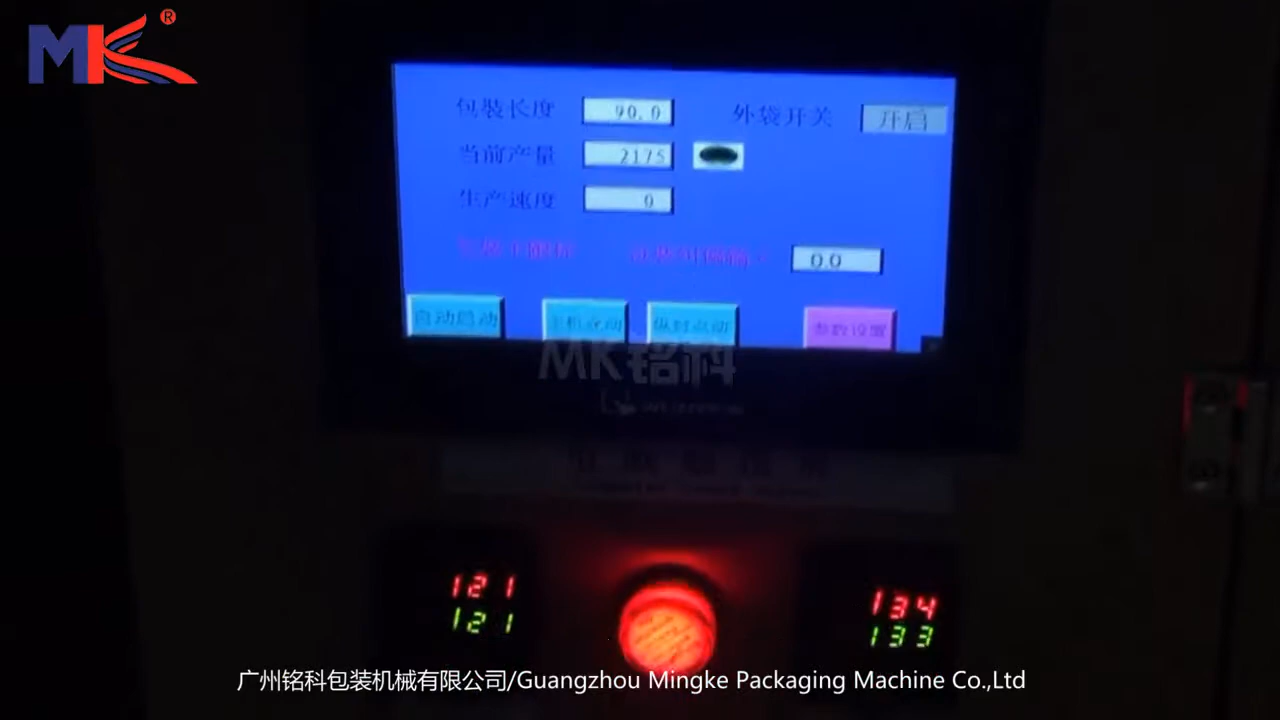 MK®
包装长度 90.0 外袋开关 开启
当前产量 2175
生产速度 0
0.0
自动启动 主机点动 纵封点动 参数设置
MK铭科
121 134
121 133
广州铭科包装机械有限公司/Guangzhou Mingke Packaging Machine Co.,Ltd